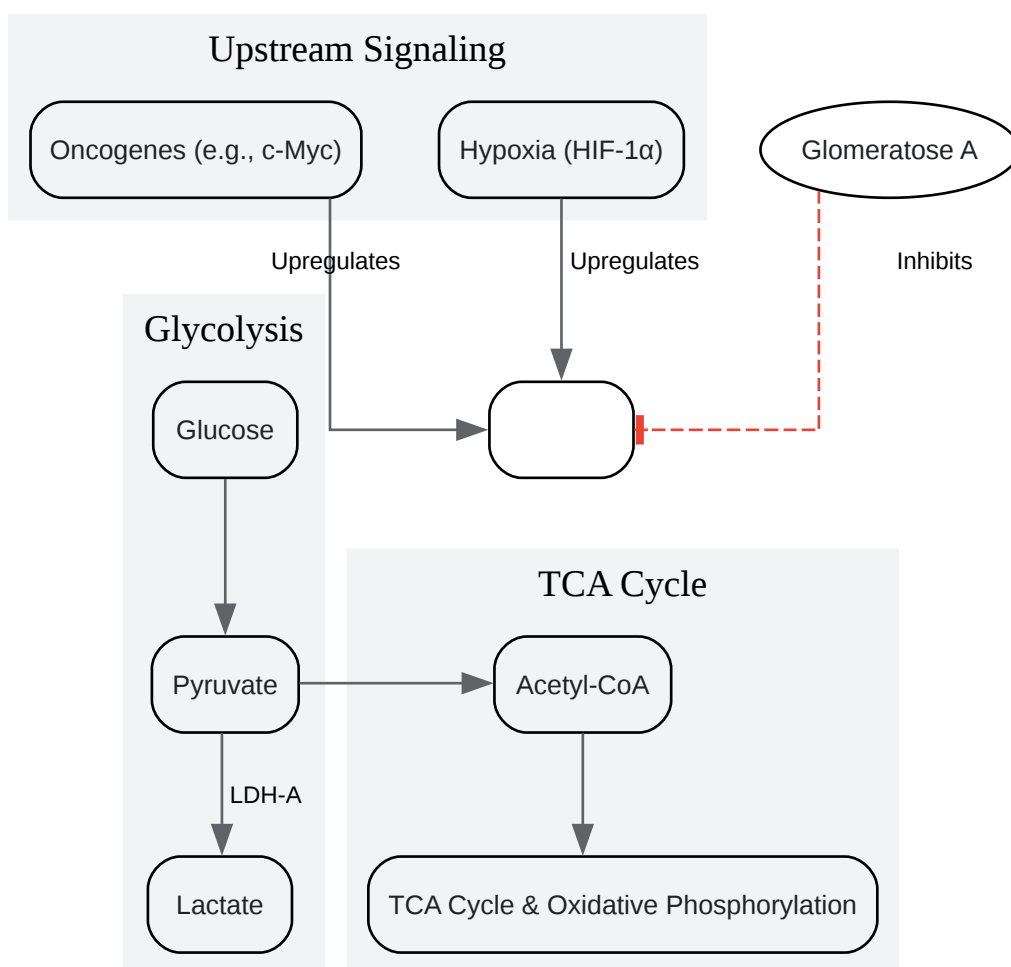 Upstream Signaling
Oncogenes (e.g., c-Myc)
Hypoxia (HIF-1α)
Glomeratose A
Upregulates
Upregulates
Inhibits
Glycolysis
Glucose
TCA Cycle
Pyruvate
Acetyl-CoA
LDH-A
Lactate
TCA Cycle & Oxidative Phosphorylation